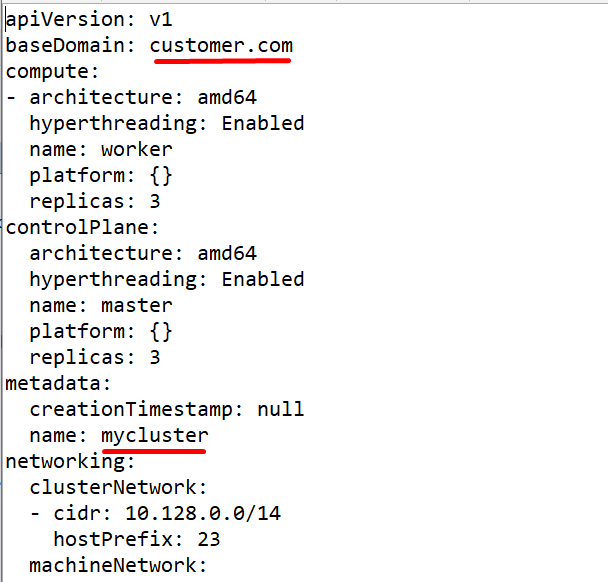 apiVersion: v1
baseDomain: customer.com
compute:
- architecture: amd64
  hyperthreading: Enabled
  name: worker
  platform: {}
  replicas: 3
controlPlane:
  architecture: amd64
  hyperthreading: Enabled
  name: master
  platform: {}
  replicas: 3
metadata:
  creationTimestamp: null
  name: mycluster
networking:
  clusterNetwork:
  - cidr: 10.128.0.0/14
    hostPrefix: 23
  machineNetwork: